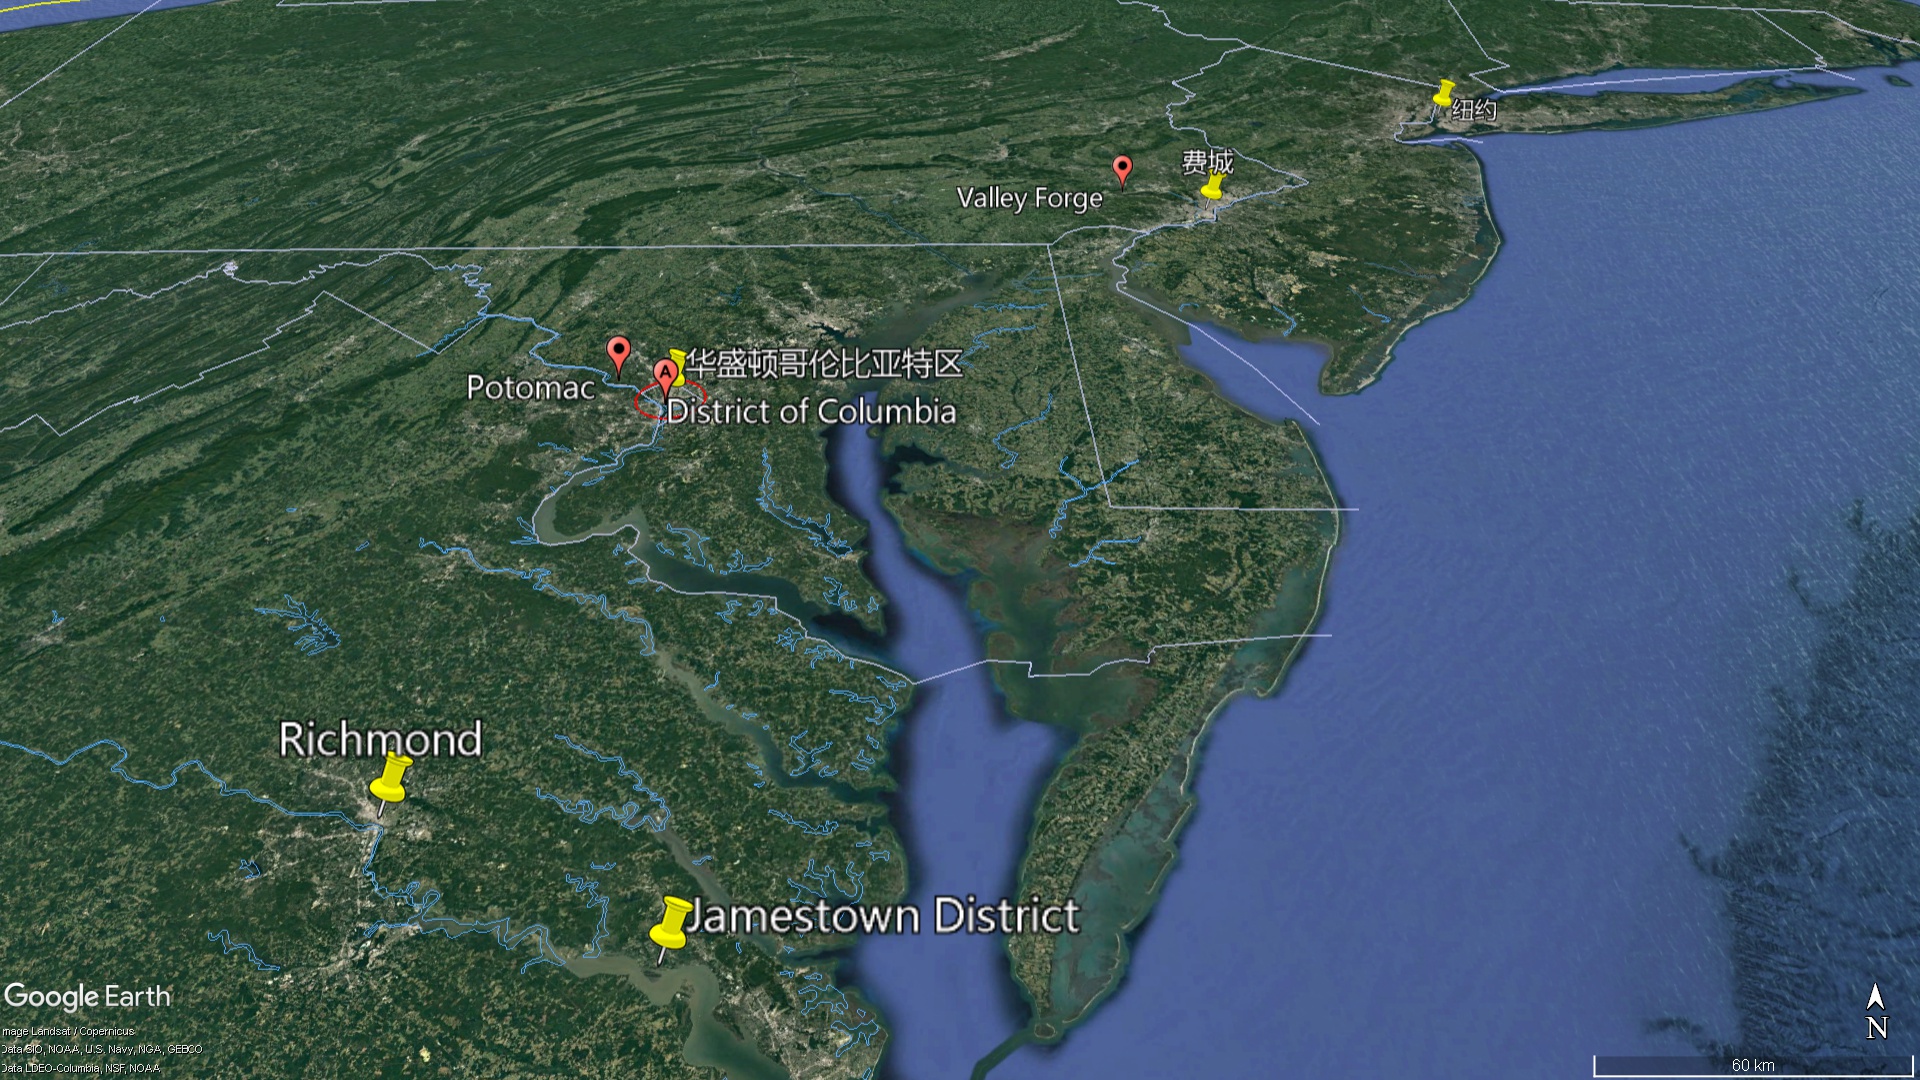 纽约
费城
Valley Forge
华盛顿哥伦比亚特区
Potomac
A
District of Columbia
Richmond
Jamestown District
Google Earth
mage Landsat / Copernicus
Data SIO, NOAA, U.S. Navy, NGA, GEBCO
Data LDEO-Columbia, NSF, NOAA
N
60 km